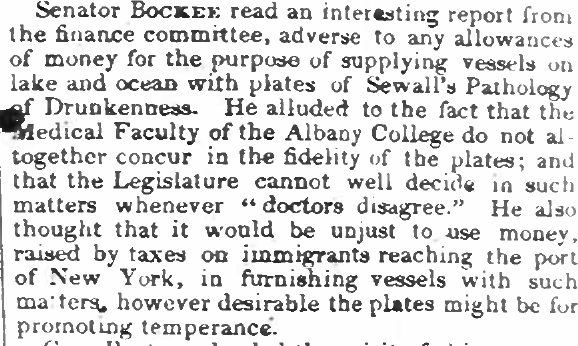 Senator BOCKEE read an interesting report from
the finance committee, adverse to any allowances
of money for the purpose of supplying vessels on
lake and ocean with plates of Sewall's Pathology
of Drunkenness. He alluded to the fact that the
Medical Faculty of the Albany College do not al-
together concur in the fidelity of the plates; and
that the Legislature cannot well decide in such
matters whenever "doctors disagree." He also
thought that it would be unjust to use money,
raised by taxes on immigrants reaching the port
of New York, in furnishing vessels with such
matters, however desirable the plates might be for
promoting temperance.